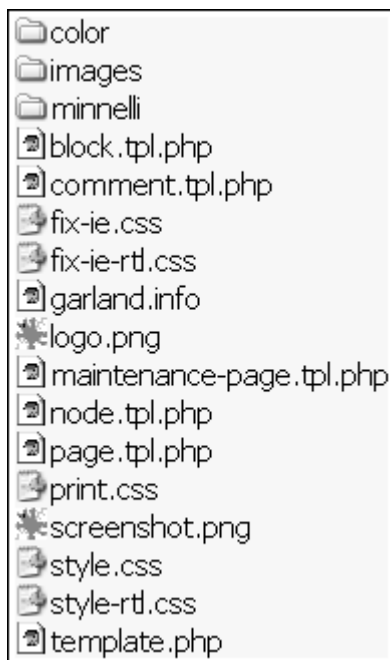 color
images
minnelli
block.tpl.php
comment.tpl.php
fix-ie.css
fix-ie-rtl.css
garland.info
logo.png
maintenance-page.tpl.php
node.tpl.php
page.tpl.php
print.css
screenshot.png
style.css
style-rtl.css
template.php